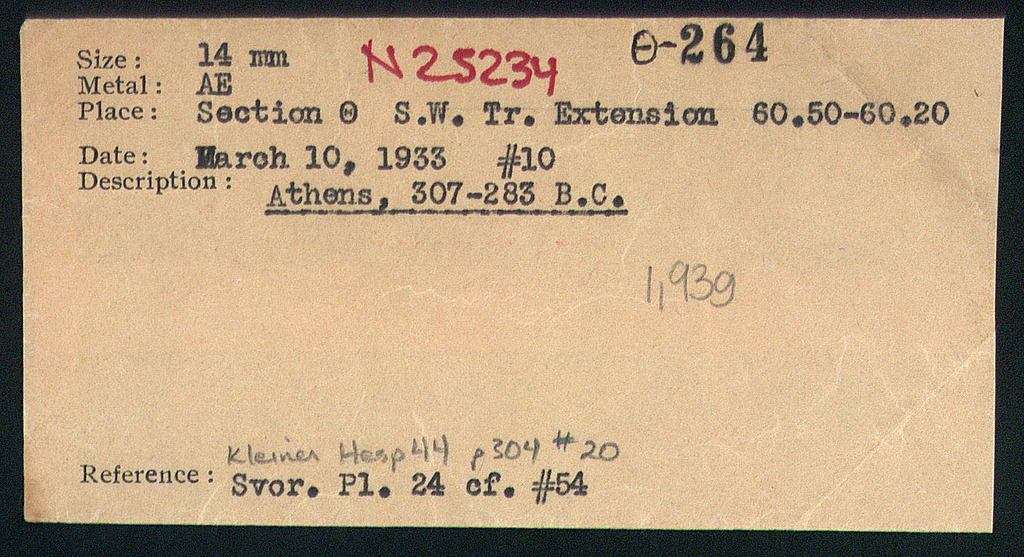 Θ-264
Size: 14 mm N25234
Metal: AE
Place: Section Θ S.W. Tr. Extension 60.50-60.20
Date: March 10, 1933 #10
Description:
Athens, 307-283 B.C.
1,939
Kleiner Hesp 44 p304 #20
Reference: Svor. Pl. 24 cf. #54